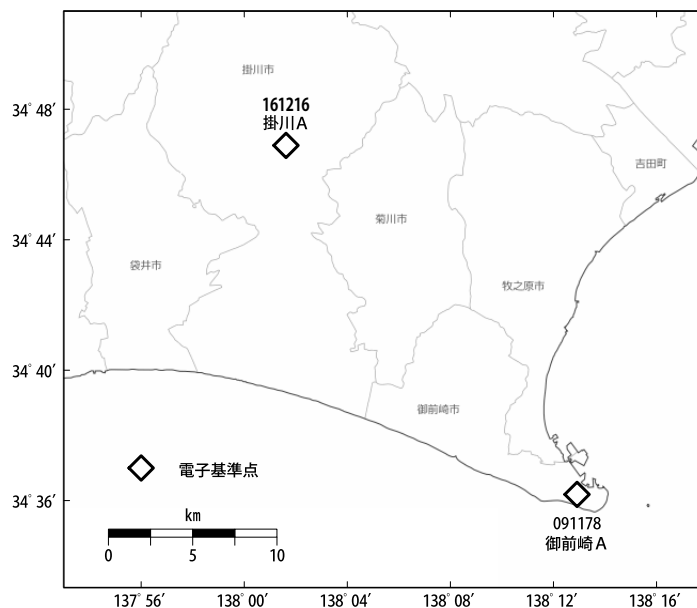 掛川市
34˚ 48′
161216
掛川A
吉田町
菊川市
34˚ 44′
袋井市
牧之原市
34˚ 40′
御前崎市
電子基準点
34˚ 36′
km
0 5 10
091178
御前崎A
137˚ 56′ 138˚ 00′ 138˚ 04′ 138˚ 08′ 138˚ 12′ 138˚ 16′